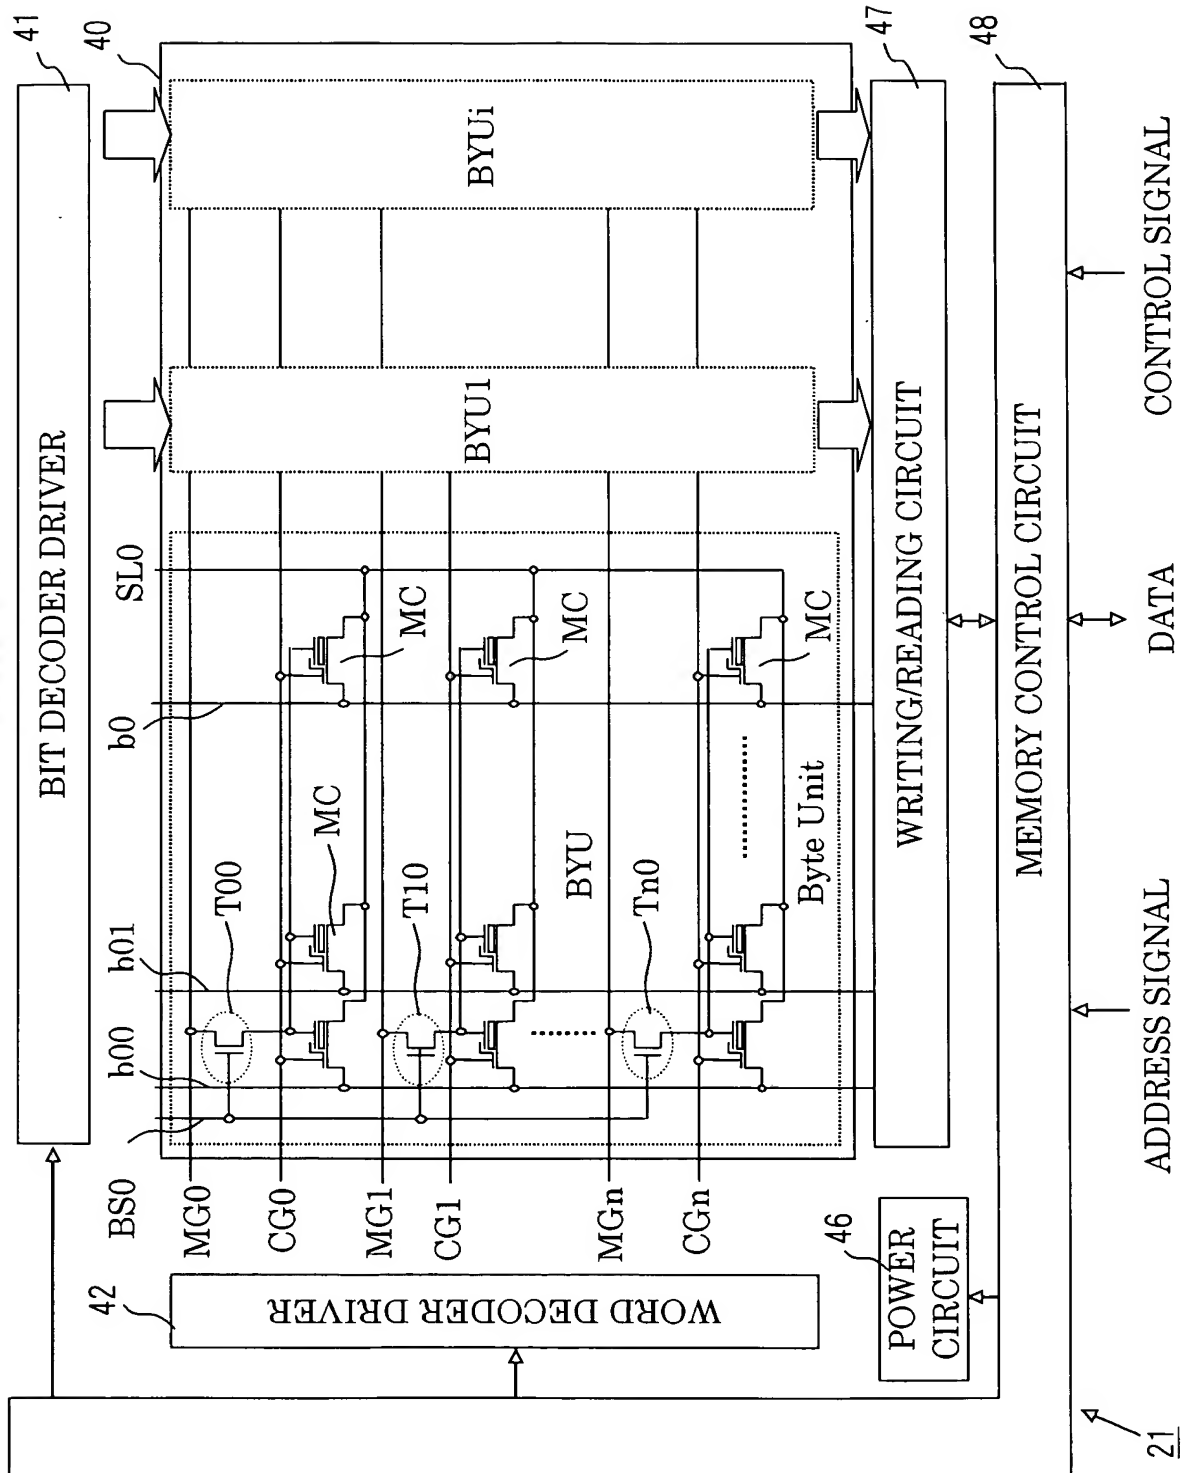 41
BIT DECODER DRIVER
40
BS0
b00
b01
b0
SL0
MG0
CG0
MG1
CG1
MGn
CGn
T00
T10
Tn0
MC
MC
MC
MC
BYU
Byte Unit
BYU1
BYUi
42
WORD DECODER DRIVER
46
POWER
CIRCUIT
47
WRITING/READING CIRCUIT
48
MEMORY CONTROL CIRCUIT
21
ADDRESS SIGNAL
DATA
CONTROL SIGNAL